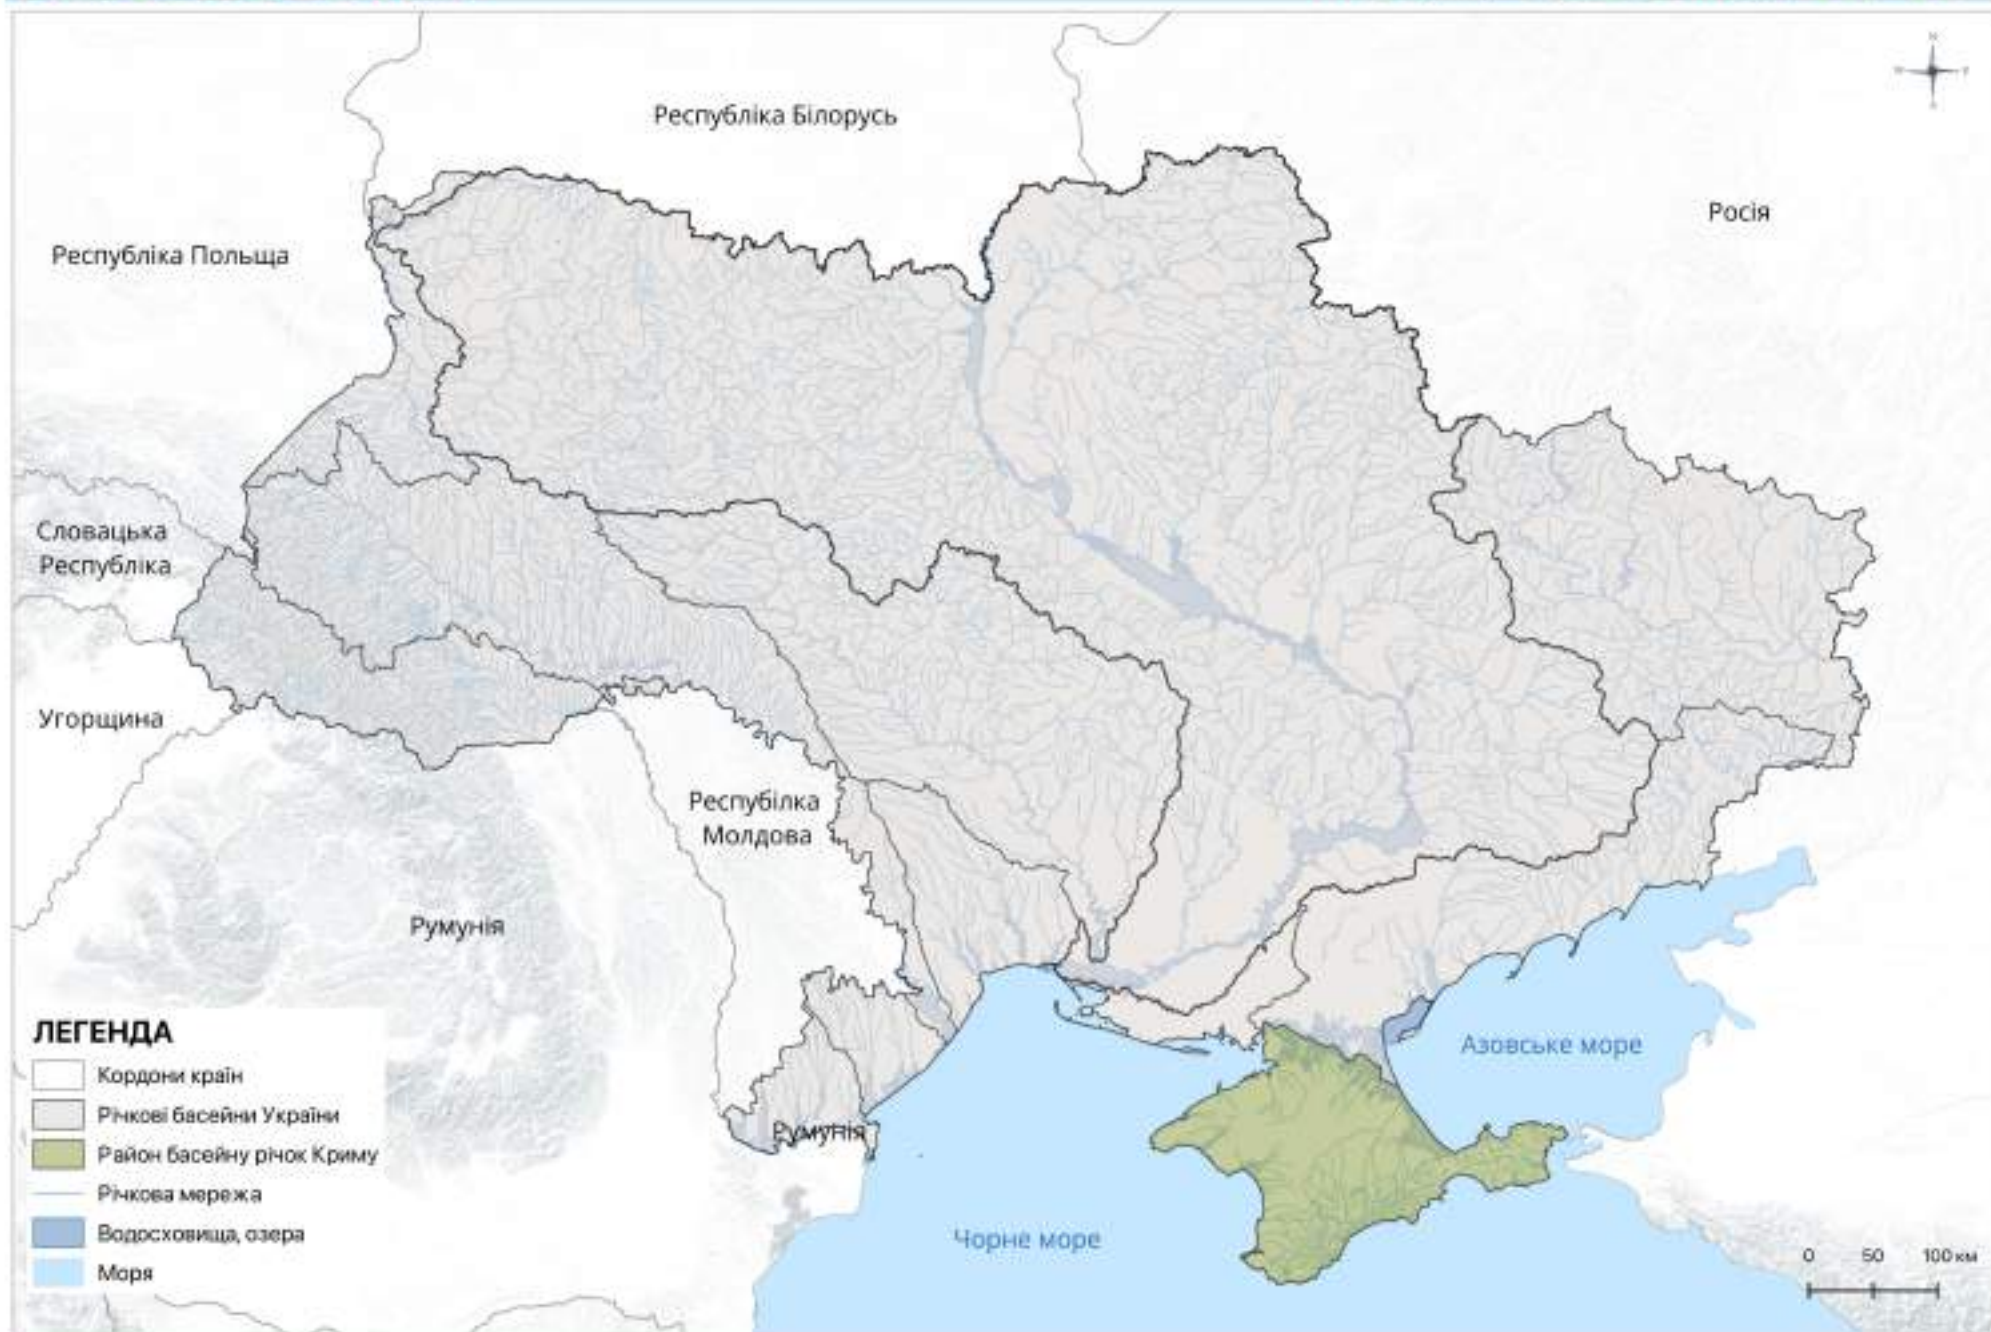 Республіка Білорусь
Росія
Республіка Польща
Словацька
Республіка
Угорщина
Респубілка
Молдова
Румунія
Румунія
Азовське море
Чорне море
ЛЕГЕНДА
Кордони країн
Річкові басейни України
Район басейну річок Криму
Річкова мережа
Водосховища, озера
Моря
0 50 100 км